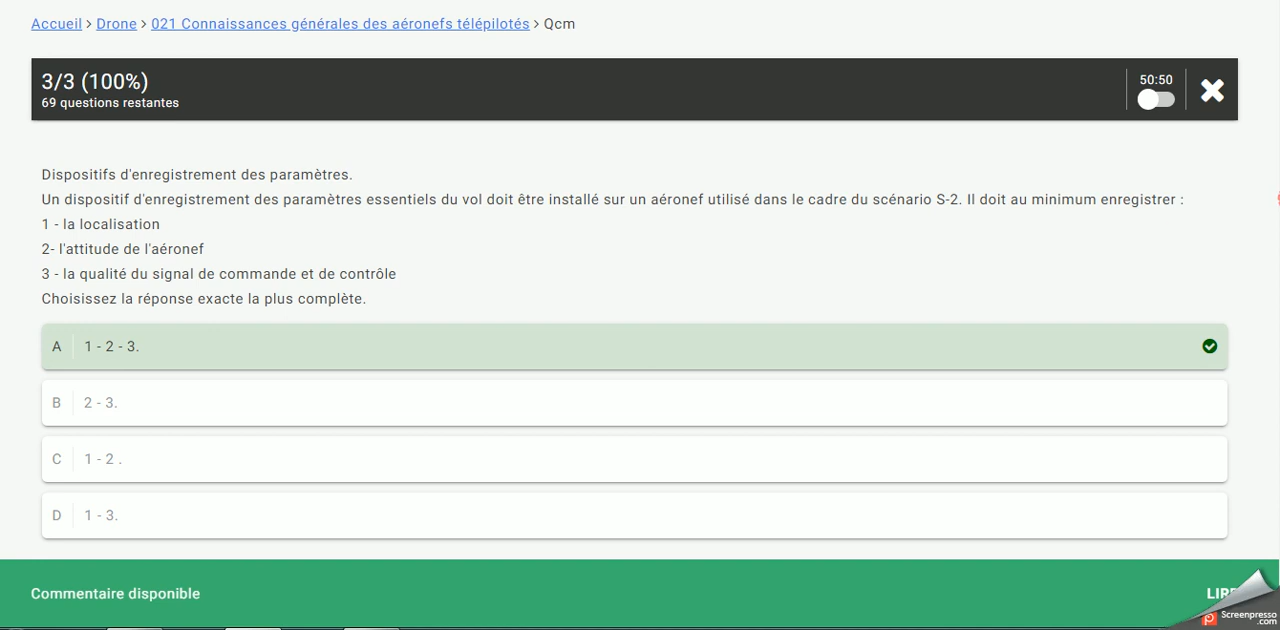 Accueil > Drone > 021 Connaissances générales des aéronefs télépilotés > Qcm
3/3 (100%)
69 questions restantes
50:50
Dispositifs d'enregistrement des paramètres.
Un dispositif d'enregistrement des paramètres essentiels du vol doit être installé sur un aéronef utilisé dans le cadre du scénario S-2. Il doit au minimum enregistrer :
1 - la localisation
2- l'attitude de l'aéronef
3 - la qualité du signal de commande et de contrôle
Choisissez la réponse exacte la plus complète.
A 1 - 2 - 3.
B 2 - 3.
C 1 - 2 .
D 1 - 3.
Commentaire disponible
Screenpresso
.com